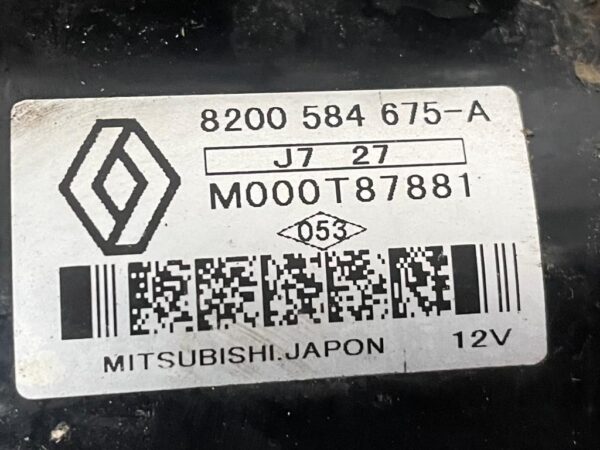 8200 584 675-A
J7 27
M000T87881
053
MITSUBISHI.JAPON 12V